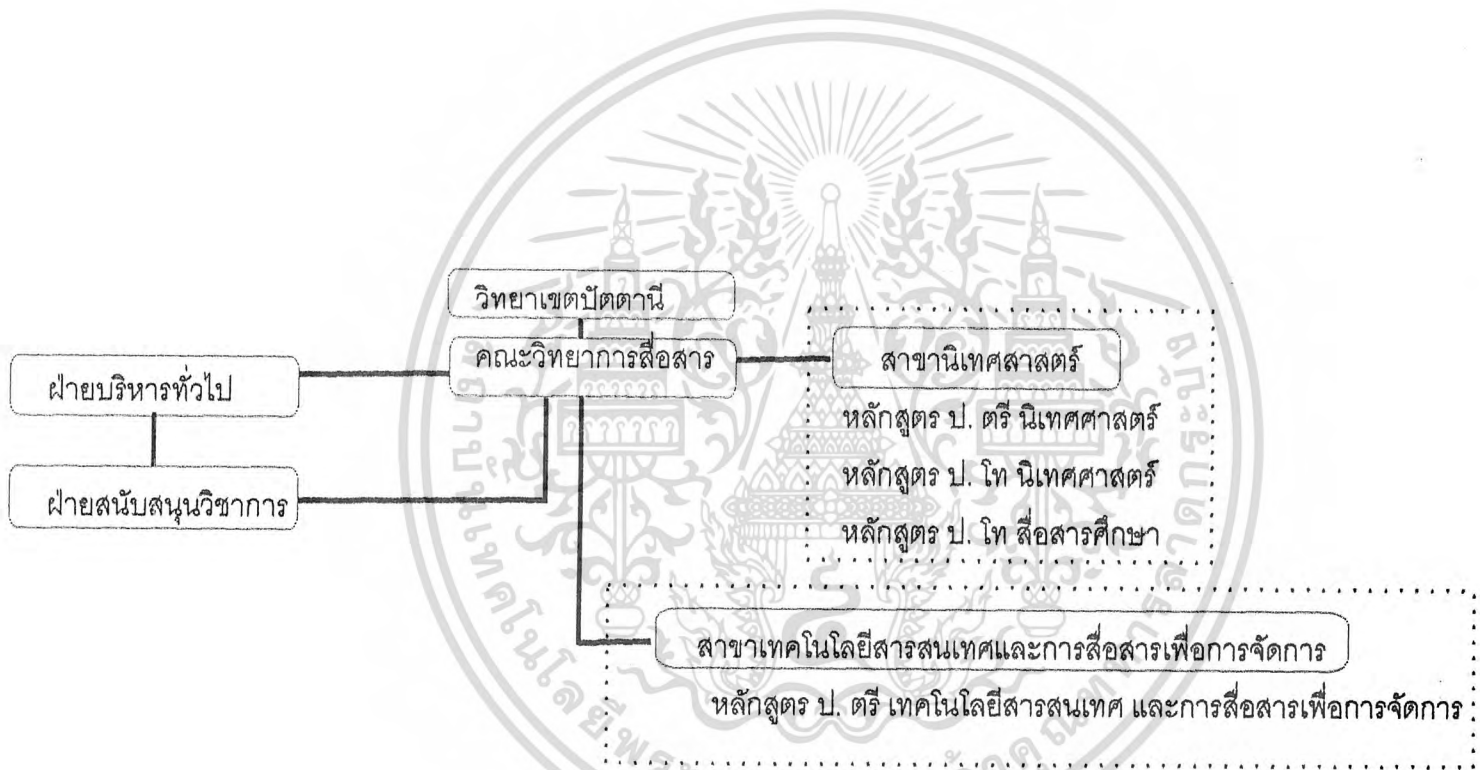 วิทยาเขตปัตตานี
คณะวิทยาการสื่อสาร
ฝ่ายบริหารทั่วไป
ฝ่ายสนับสนุนวิชาการ
สาขานิเทศสาสตร์
หลักสูตร ป. ตรี นิเทศศาสตร์
หลักสูตร ป. โท นิเทศศาสตร์
หลักสูตร ป. โท สื่อสารศึกษา
สาขาเทคโนโลยีสารสนเทศและการสื่อสารเพื่อการจัดการ
หลักสูตร ป. ตรี เทคโนโลยีสารสนเทศ และการสื่อสารเพื่อการจัดการ